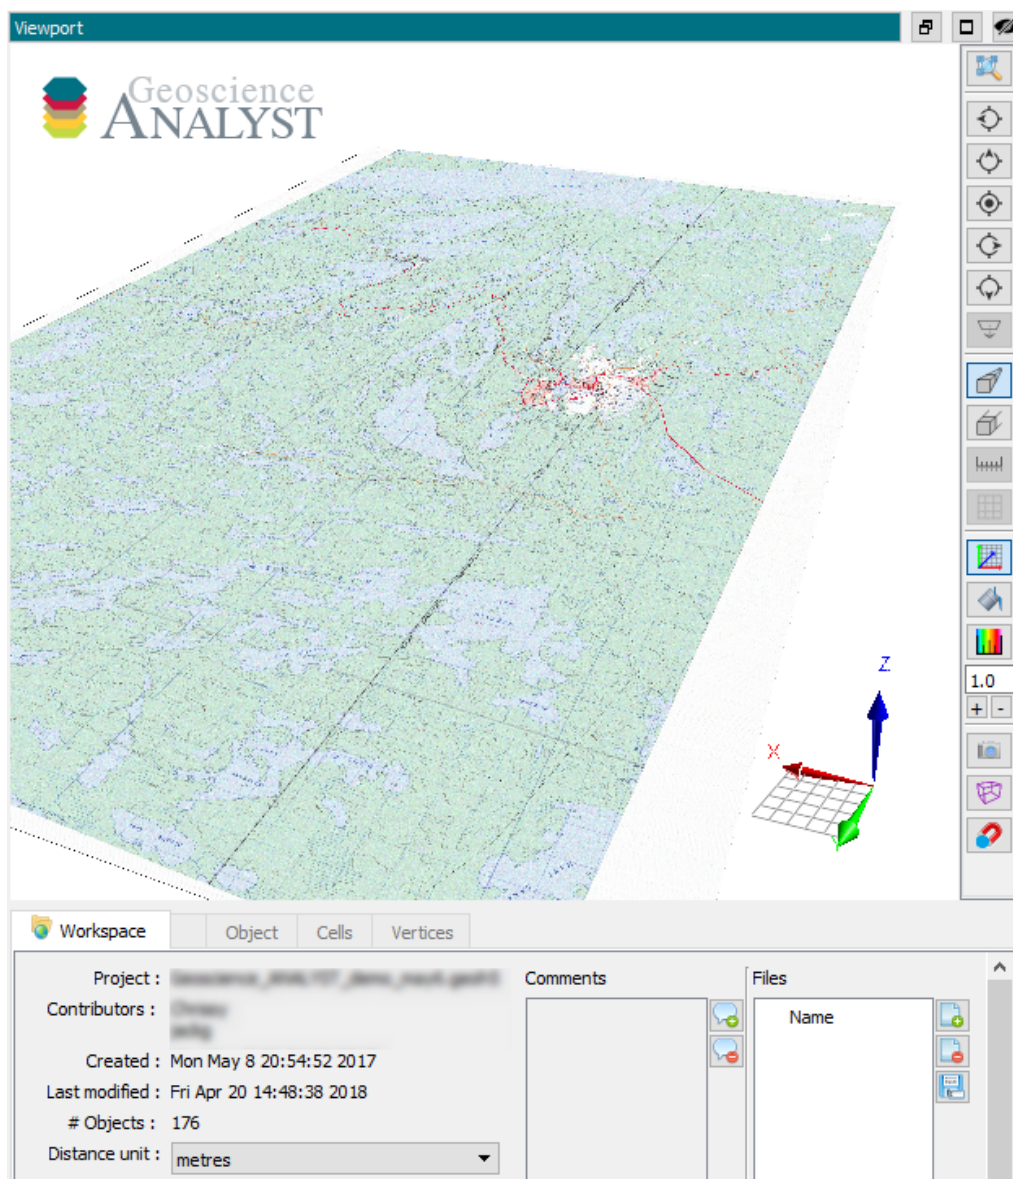 Viewport
Geoscience
ANALYST
1.0
+ -
Z
X
Workspace Object Cells Vertices
Project : Comments Files
Contributors : Name
Created : Mon May 8 20:54:52 2017
Last modified : Fri Apr 20 14:48:38 2018
# Objects : 176
Distance unit : metres